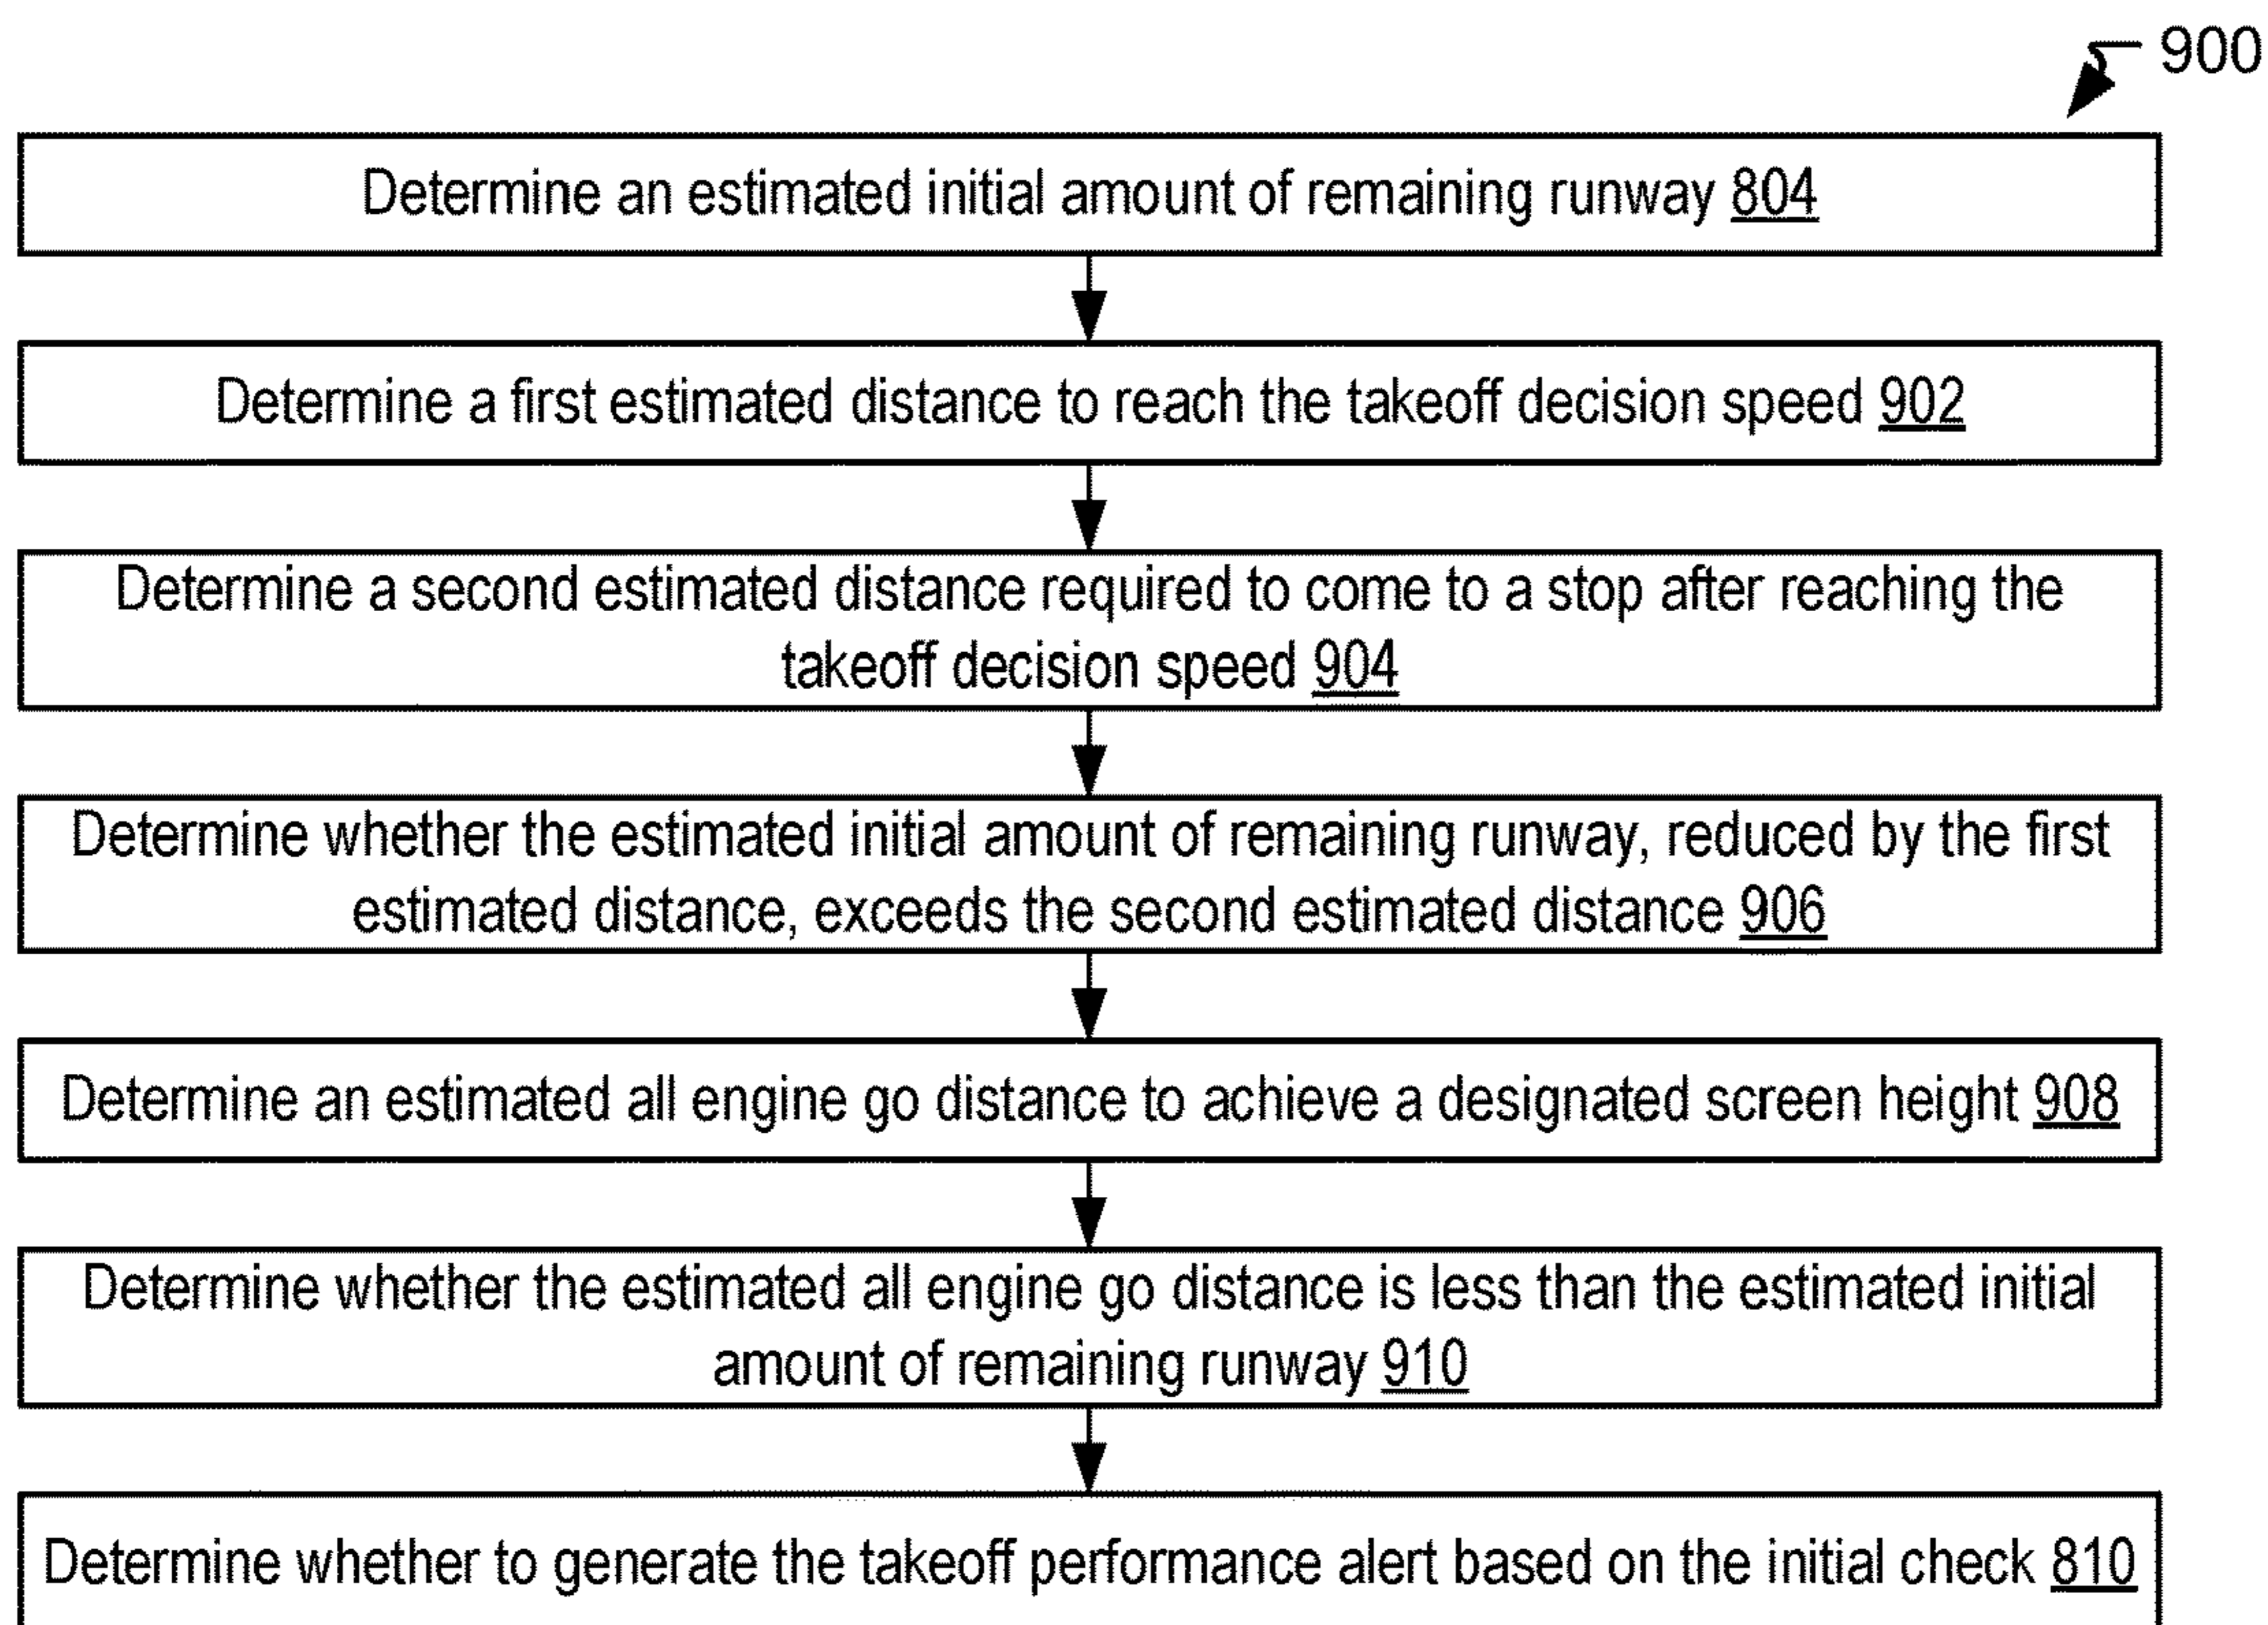 900
Determine an estimated initial amount of remaining runway 804
Determine a first estimated distance to reach the takeoff decision speed 902
Determine a second estimated distance required to come to a stop after reaching the
takeoff decision speed 904
Determine whether the estimated initial amount of remaining runway, reduced by the first
estimated distance, exceeds the second estimated distance 906
Determine an estimated all engine go distance to achieve a designated screen height 908
Determine whether the estimated all engine go distance is less than the estimated initial
amount of remaining runway 910
Determine whether to generate the takeoff performance alert based on the initial check 810